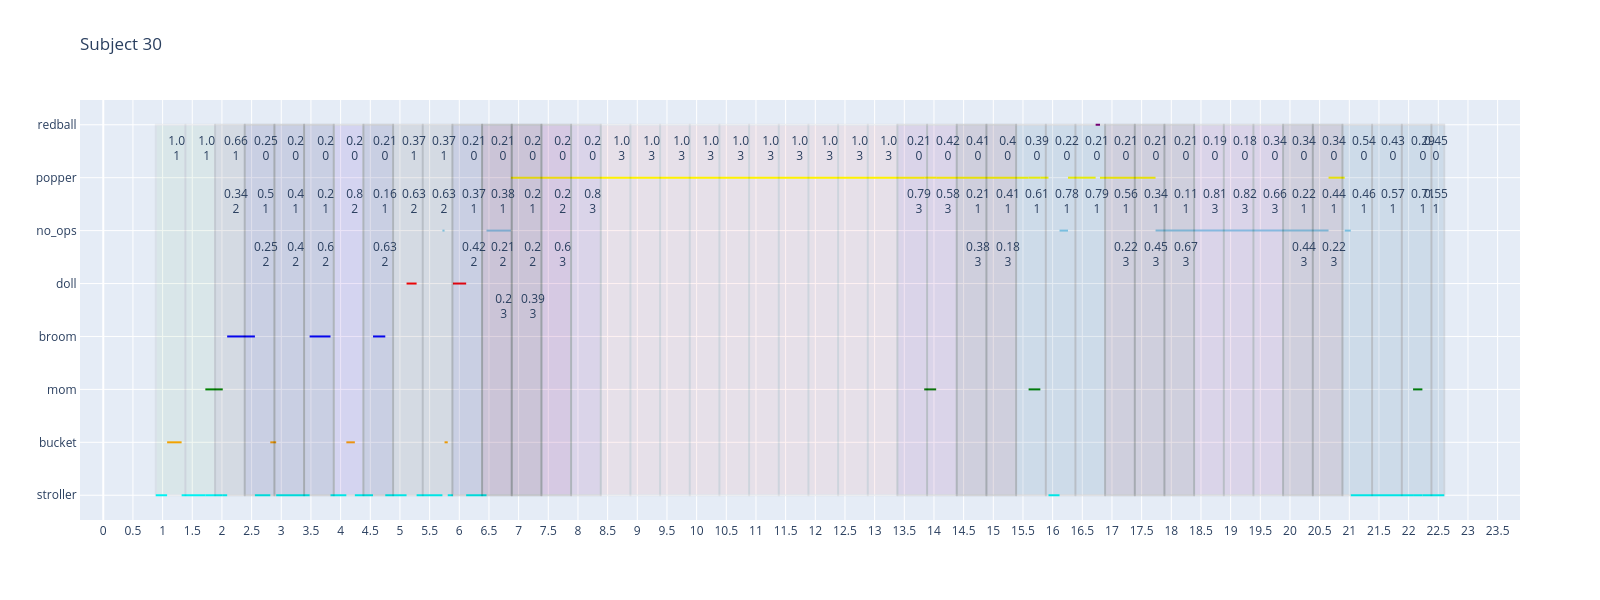 Subject 30
redball
1.0 1.0 0.66 0.25 0.2 0.2 0.2 0.21 0.37 0.37 0.21 0.21 0.2 0.2 0.2 1.0 1.0 1.0 1.0 1.0 1.0 1.0 1.0 1.0 1.0 0.21 0.42 0.41 0.4 0.39 0.22 0.21 0.21 0.21 0.21 0.19 0.18 0.34 0.34 0.34 0.54 0.43 0.29 0.45
1 1 1 0 0 0 0 0 1 1 0 0 0 0 0 3 3 3 3 3 3 3 3 3 3 0 0 0 0 0 0 0 0 0 0 0 0 0 0 0 0 0 0 0
popper
0.34 0.5 0.4 0.2 0.8 0.16 0.63 0.63 0.37 0.38 0.2 0.2 0.8 0.79 0.58 0.21 0.41 0.61 0.78 0.79 0.56 0.34 0.11 0.81 0.82 0.66 0.22 0.44 0.46 0.57 0.55
2 1 1 1 2 1 2 2 1 1 1 2 3 3 3 1 1 1 1 1 1 1 1 3 3 3 1 1 1 1 1 1
no_ops
0.25 0.4 0.6 0.63 0.42 0.21 0.2 0.6 0.38 0.18 0.22 0.45 0.67 0.44 0.22
2 2 2 2 2 2 2 3 3 3 3 3 3 3 3
doll
0.2 0.39
3 3
broom
mom
bucket
stroller
0 0.5 1 1.5 2 2.5 3 3.5 4 4.5 5 5.5 6 6.5 7 7.5 8 8.5 9 9.5 10 10.5 11 11.5 12 12.5 13 13.5 14 14.5 15 15.5 16 16.5 17 17.5 18 18.5 19 19.5 20 20.5 21 21.5 22 22.5 23 23.5